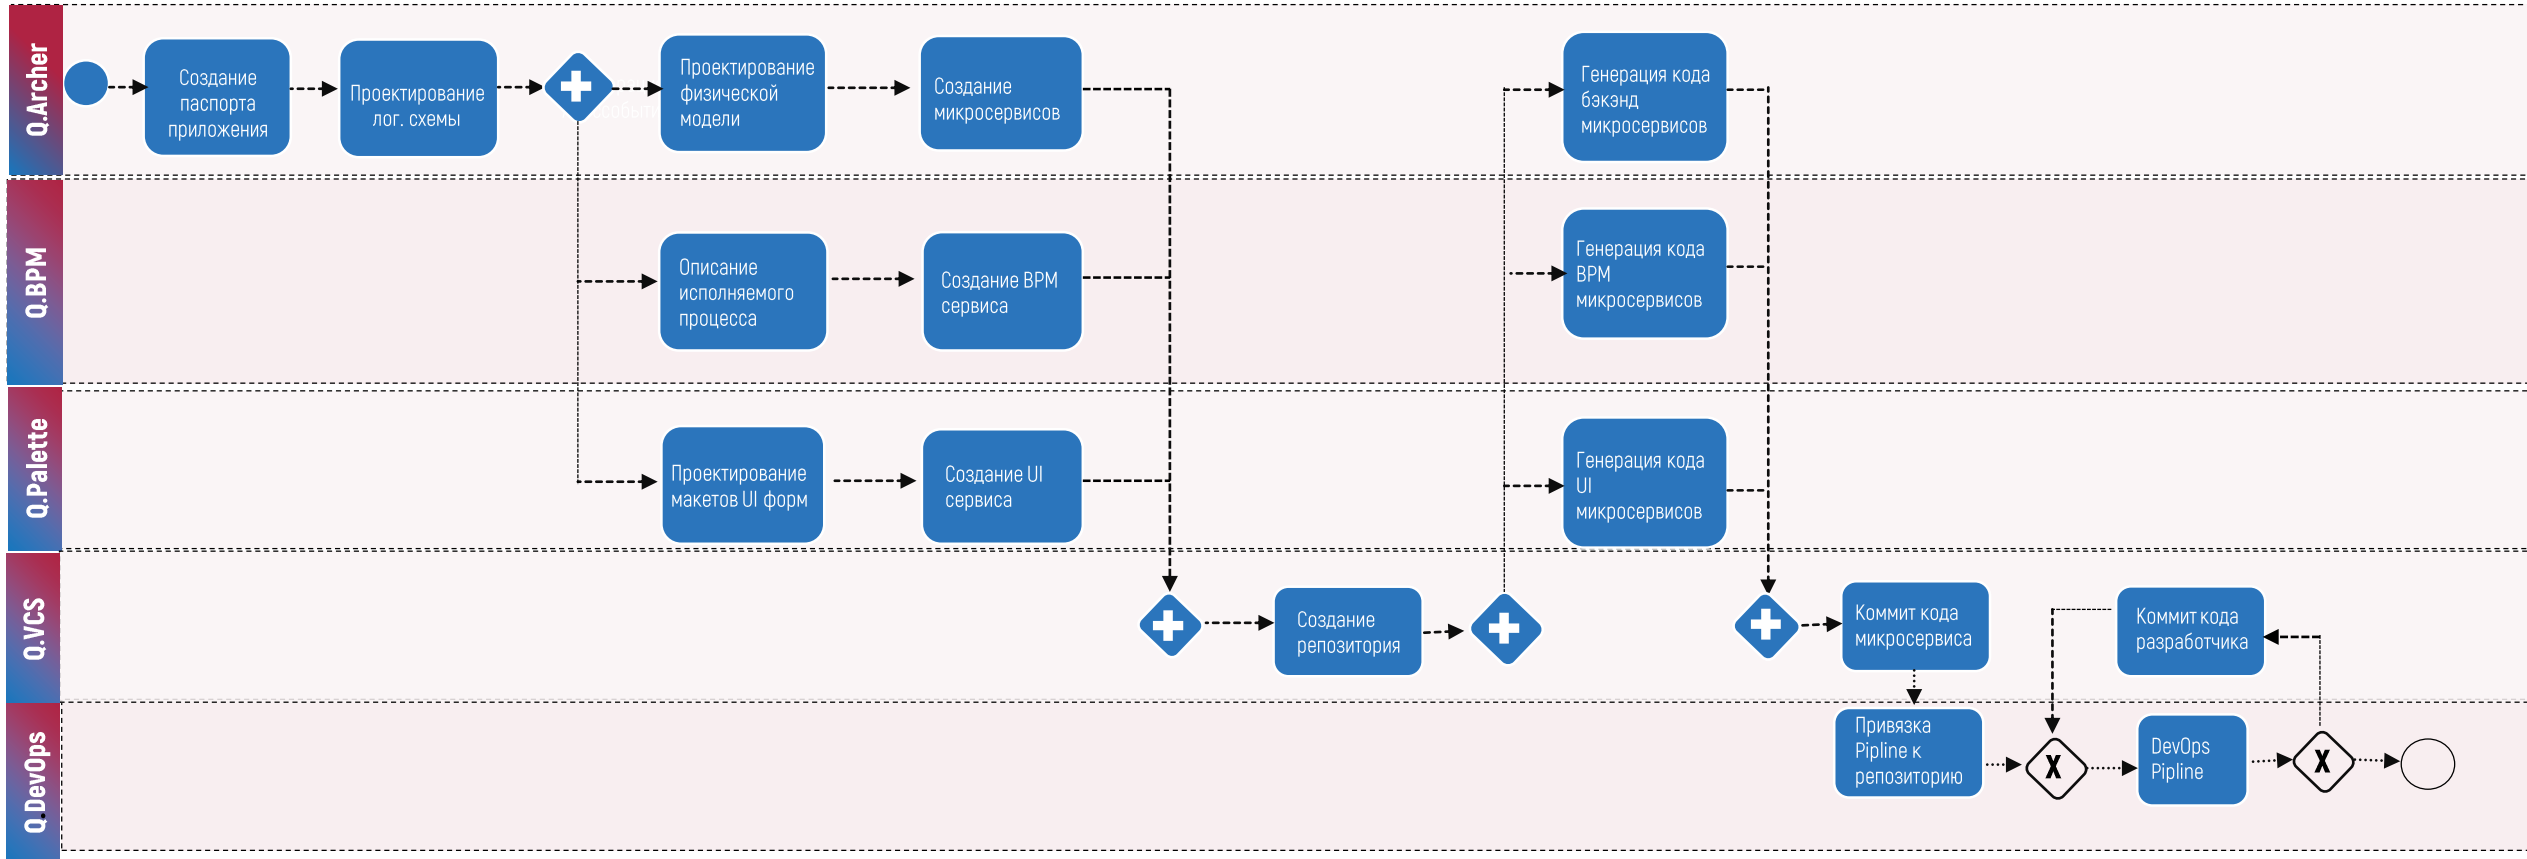 Q.Archer
Создание
паспорта
приложения
Проектирование
лог. схемы
Проектирование
физической
модели
Создание
микросервисов
Генерация кода
бэкэнд
микросервисов
Q.BPM
Описание
исполняемого
процесса
Создание BPM
сервиса
Генерация кода
BPM
микросервисов
Q.Palette
Проектирование
макетов UI форм
Создание UI
сервиса
Генерация кода
UI
микросервисов
Q.VCS
Создание
репозитория
Коммит кода
микросервиса
Коммит кода
разработчика
Q.DevOps
Привязка
Pipline к
репозиторию
X
DevOps
Pipline
X